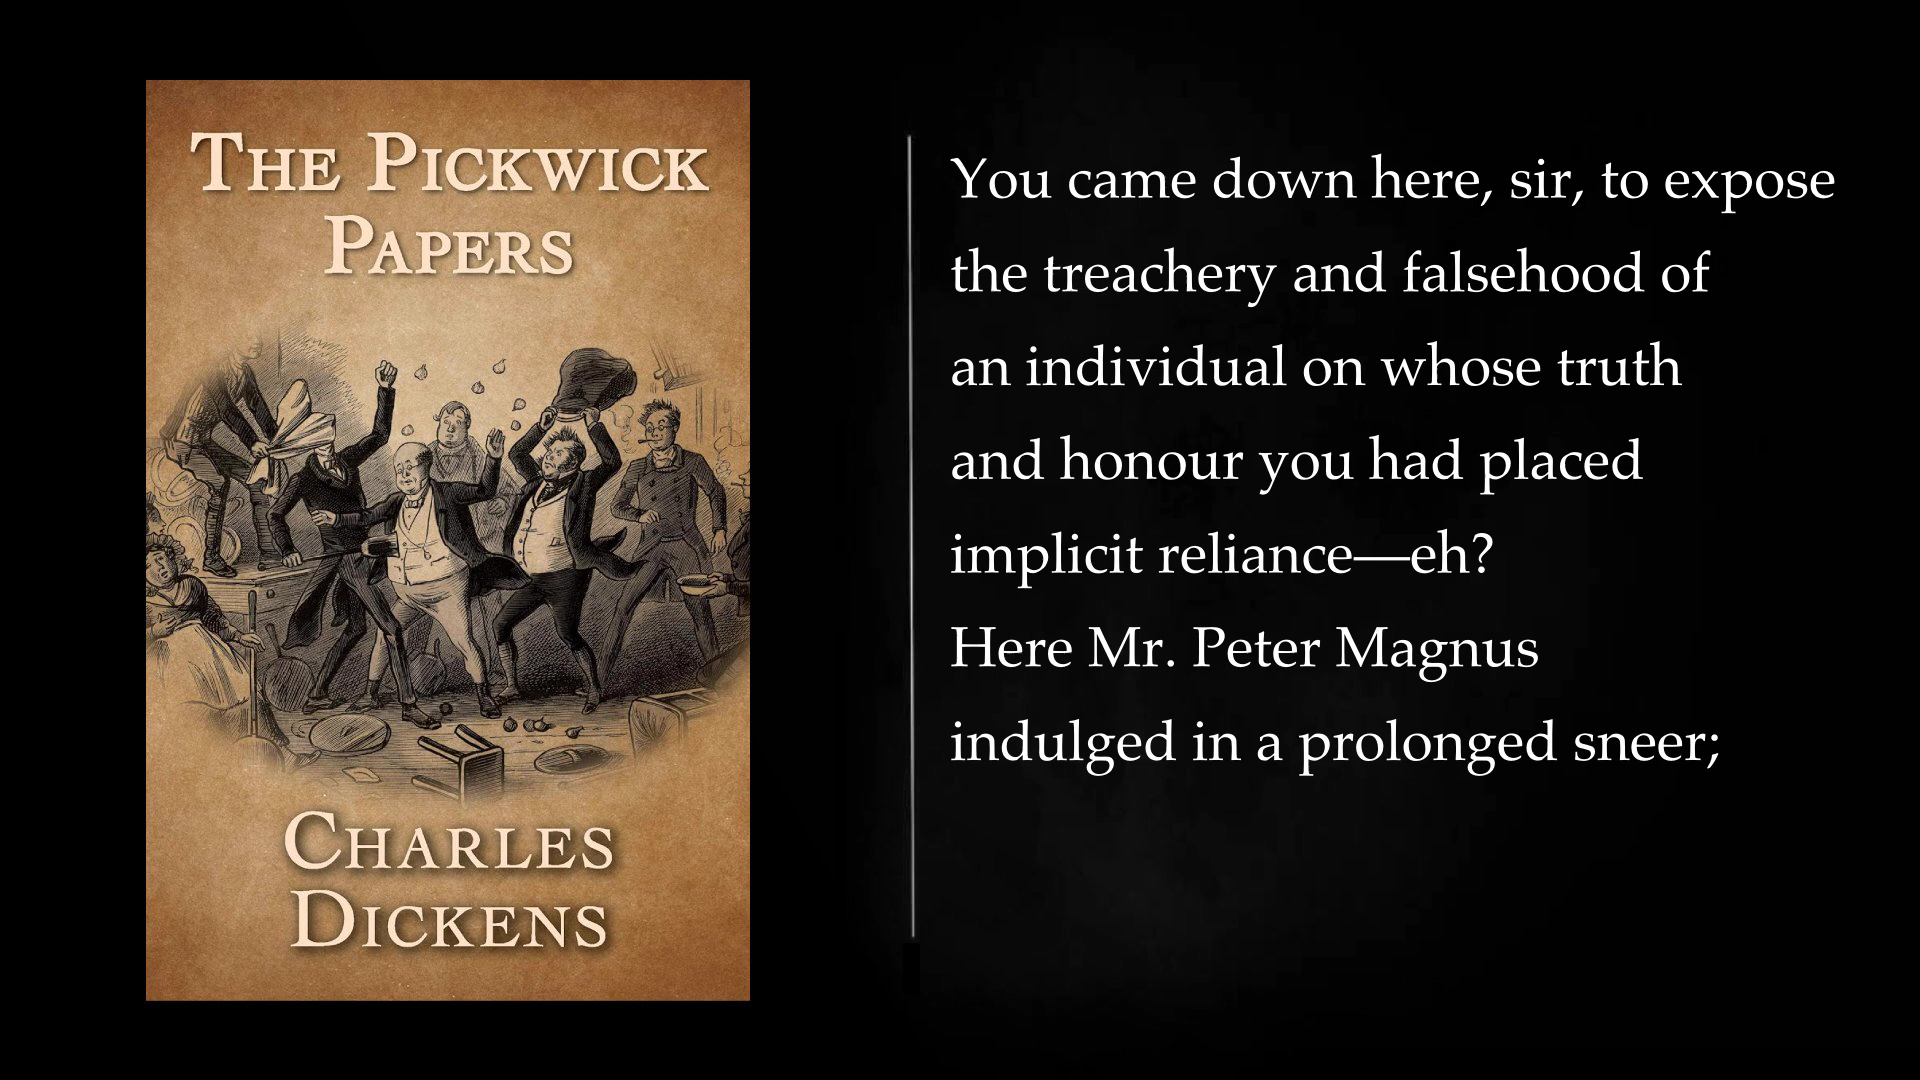 The Pickwick
Papers
Charles
Dickens
You came down here, sir, to expose
the treachery and falsehood of
an individual on whose truth
and honour you had placed
implicit reliance—eh?
Here Mr. Peter Magnus
indulged in a prolonged sneer;